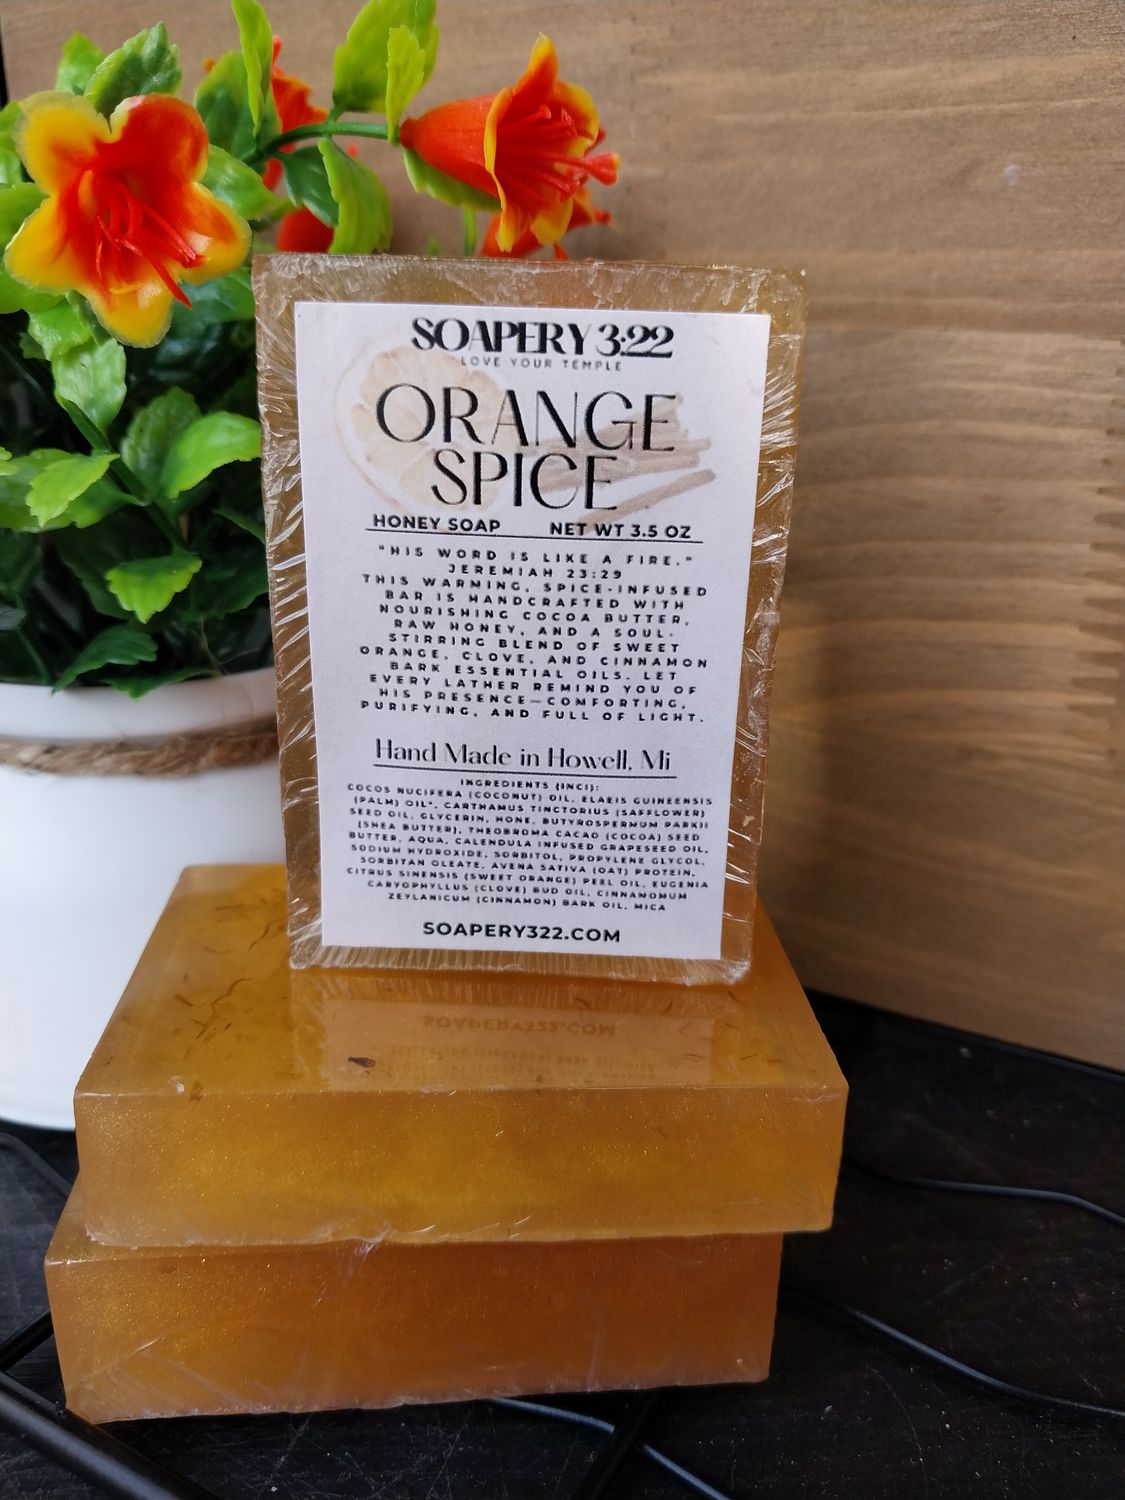 SOAPERY 3:22
LOVE YOUR TEMPLE
ORANGE
SPICE
HONEY SOAP NET WT 3.5 OZ
"HIS WORD IS LIKE A FIRE."
JEREMIAH 23:29
THIS WARMING, SPICE-INFUSED
BAR IS HANDCRAFTED WITH
NOURISHING COCOA BUTTER,
RAW HONEY, AND A SOUL-
STIRRING BLEND OF SWEET
ORANGE, CLOVE, AND CINNAMON
BARK ESSENTIAL OILS. LET
EVERY LATHER REMIND YOU OF
HIS PRESENCE—COMFORTING,
PURIFYING, AND FULL OF LIGHT.
Hand Made in Howell, Mi
INGREDIENTS (INCI):
COCOS NUCIFERA (COCONUT) OIL, ELAEIS GUINEENSIS
(PALM) OIL*, CARTHAMUS TINCTORIUS (SAFFLOWER)
SEED OIL, GLYCERIN, HONE, BUTYROSPERMUM PARKII
(SHEA BUTTER), THEOBROMA CACAO (COCOA) SEED
BUTTER, AQUA, CALENDULA INFUSED GRAPESEED OIL,
SODIUM HYDROXIDE, SORBITOL, PROPYLENE GLYCOL,
SORBITAN OLEATE, AVENA SATIVA (OAT) PROTEIN,
CITRUS SINENSIS (SWEET ORANGE) PEEL OIL, EUGENIA
CARYOPHYLLUS (CLOVE) BUD OIL, CINNAMOMUM
ZEYLANICUM (CINNAMON) BARK OIL, MICA
SOAPERY322.COM